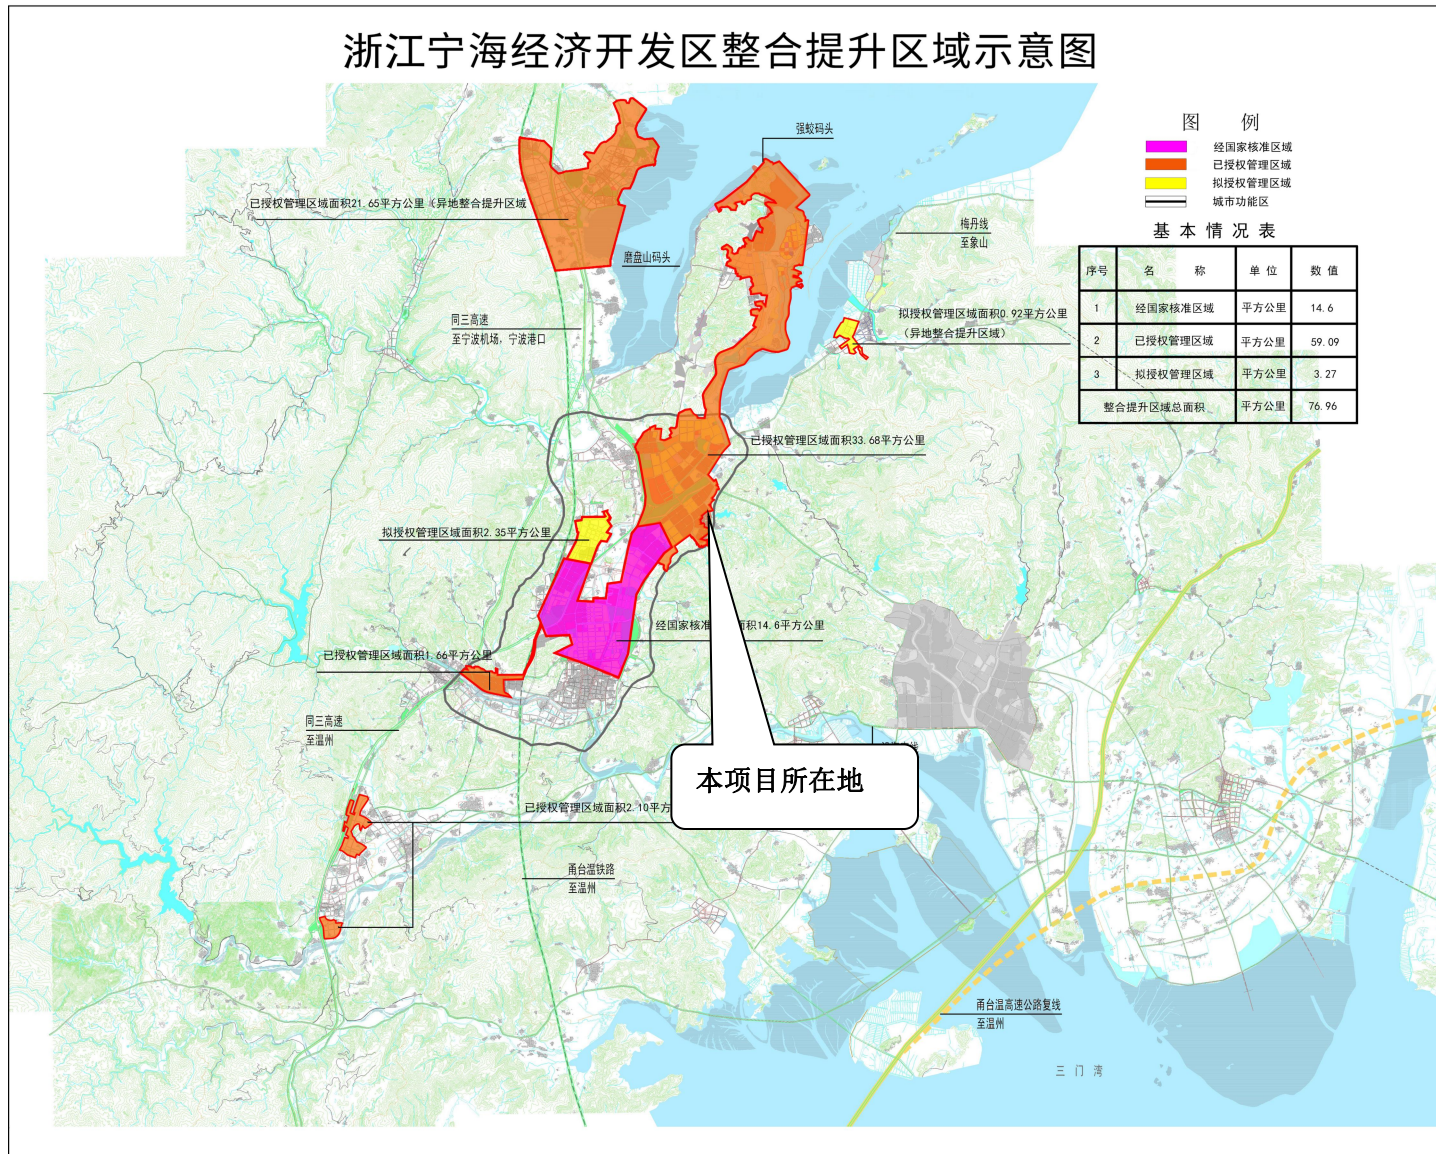 浙江宁海经济开发区整合提升区域示意图
图 例
经国家核准区域
已授权管理区域
拟授权管理区域
城市功能区
基本情况表
序号 名 称 单位 数值
1 经国家核准区域 平方公里 14.6
2 已授权管理区域 平方公里 59.09
3 拟授权管理区域 平方公里 3.27
整合提升区域总面积 平方公里 76.96
强蛟码头
已授权管理区域面积21.65平方公里（异地整合提升区域
梅丹线
至象山
磨盘山码头
拟授权管理区域面积0.92平方公里
（异地整合提升区域）
同三高速
至宁波机场，宁波港口
已授权管理区域面积33.68平方公里
拟授权管理区域面积2.35平方公里
经国家核准 面积14.6平方公里
已授权管理区域面积1.66平方公里
同三高速
至温州
本项目所在地
已授权管理区域面积2.10平方
甬台温铁路
至温州
甬台温高速公路复线
至温州
三门湾